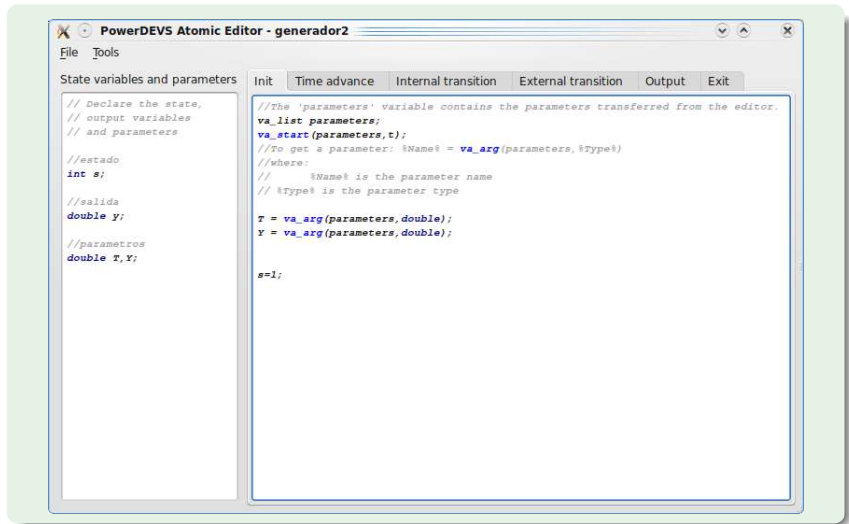 PowerDEVS Atomic Editor - generador2
File Tools
State variables and parameters
Init Time advance Internal transition External transition Output Exit
// Declare the state,
// output variables
// and parameters
//estado
int s;
//salida
double y;
//parametros
double T,Y;
//The 'parameters' variable contains the parameters transferred from the editor.
va_list parameters;
va_start(parameters,t);
//To get a parameter: %Name% = va_arg(parameters,%Type%)
//where:
// %Name% is the parameter name
// %Type% is the parameter type
T = va_arg(parameters,double);
Y = va_arg(parameters,double);
s=1;